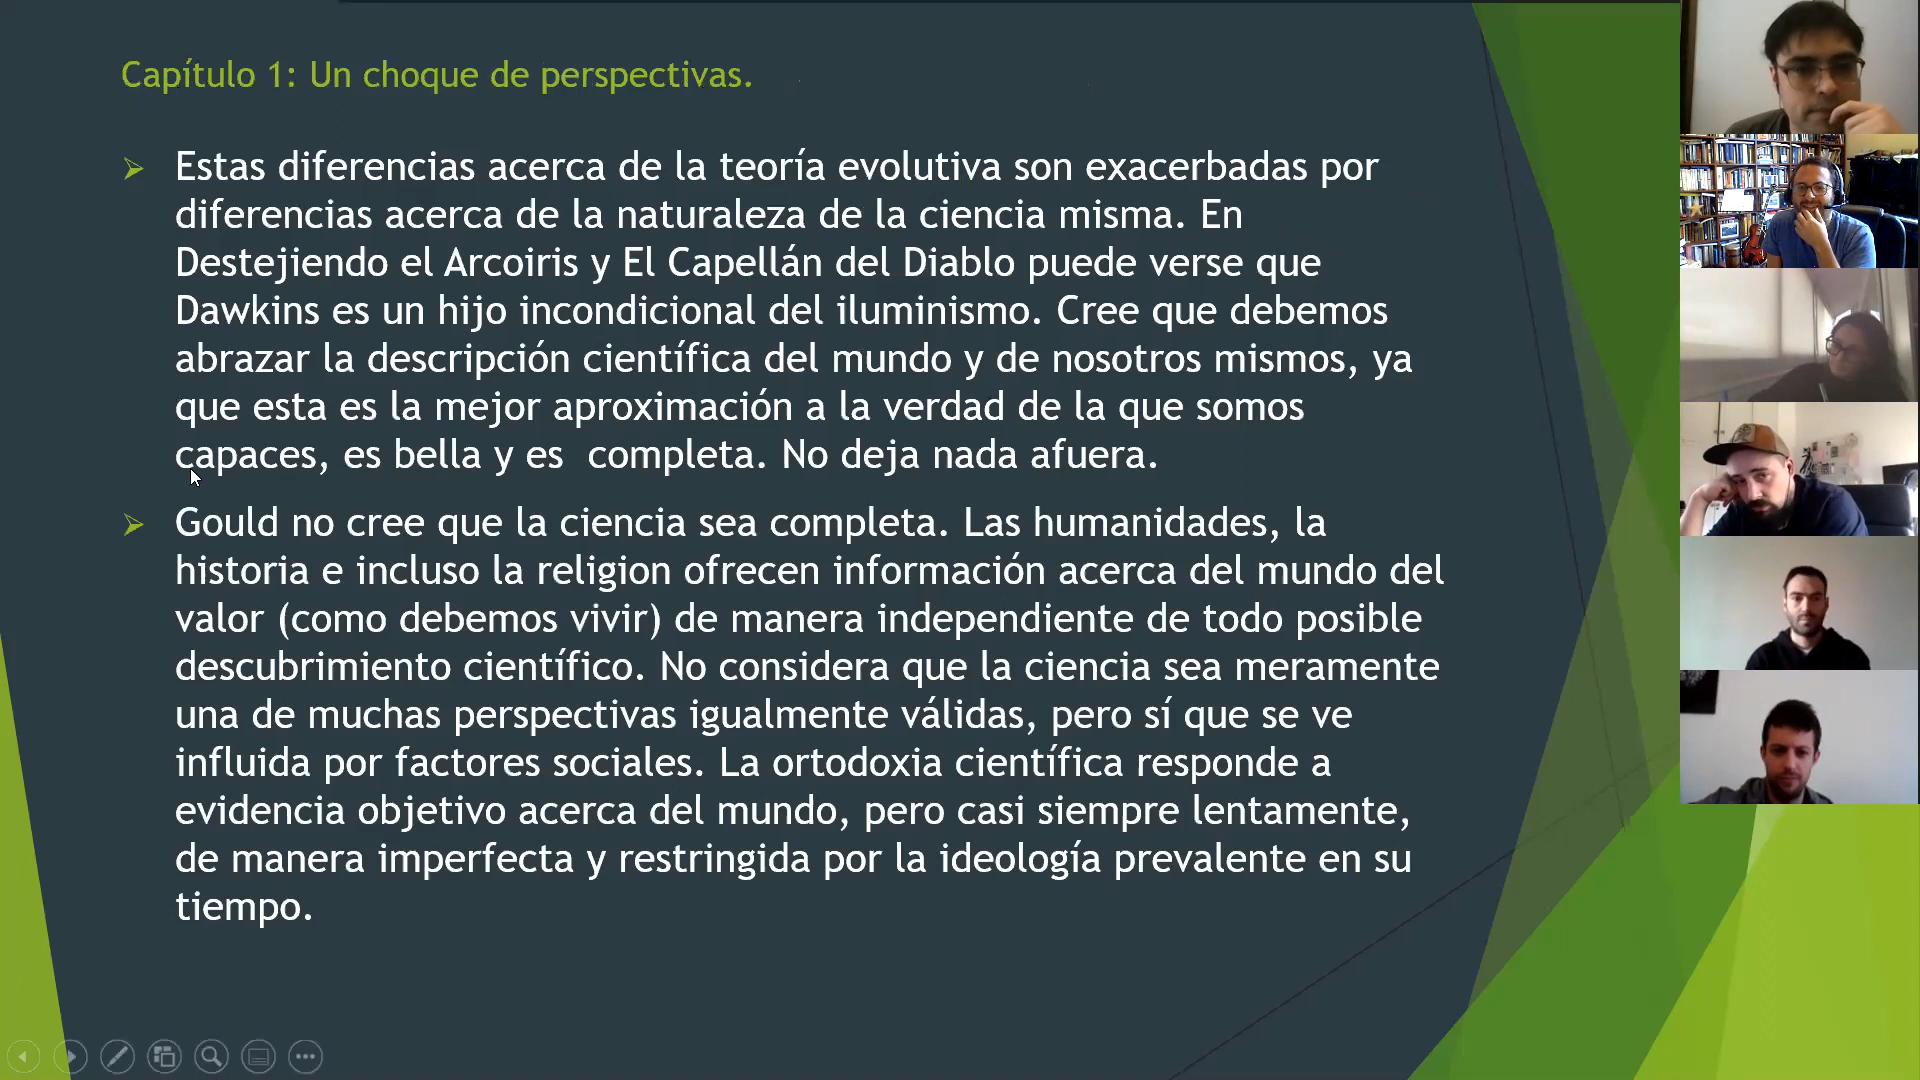 Capítulo 1: Un choque de perspectivas.
Estas diferencias acerca de la teoría evolutiva son exacerbadas por
diferencias acerca de la naturaleza de la ciencia misma. En
Destejiendo el Arcoiris y El Capellán del Diablo puede verse que
Dawkins es un hijo incondicional del iluminismo. Cree que debemos
abrazar la descripción científica del mundo y de nosotros mismos, ya
que esta es la mejor aproximación a la verdad de la que somos
capaces, es bella y es  completa. No deja nada afuera.
Gould no cree que la ciencia sea completa. Las humanidades, la
historia e incluso la religion ofrecen información acerca del mundo del
valor (como debemos vivir) de manera independiente de todo posible
descubrimiento científico. No considera que la ciencia sea meramente
una de muchas perspectivas igualmente válidas, pero sí que se ve
influida por factores sociales. La ortodoxia científica responde a
evidencia objetivo acerca del mundo, pero casi siempre lentamente,
de manera imperfecta y restringida por la ideología prevalente en su
tiempo.